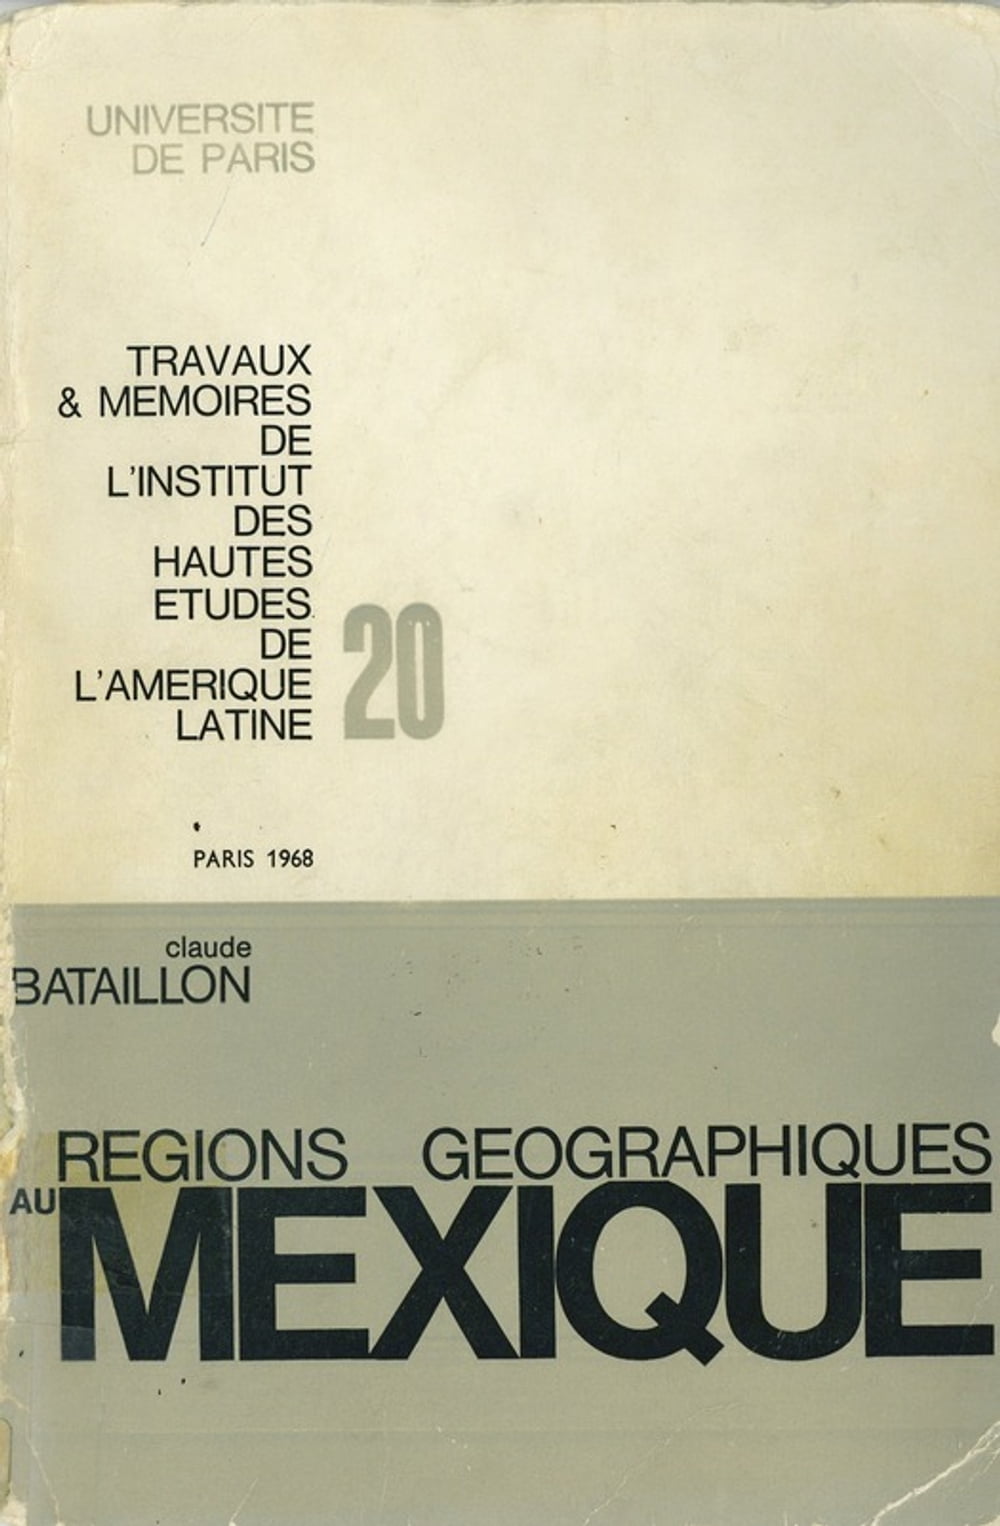 UNIVERSITE
DE PARIS
TRAVAUX
& MEMOIRES
DE
L'INSTITUT
DES
HAUTES
ETUDES
DE
L'AMERIQUE
LATINE
20
PARIS 1968
claude
BATAILLON
REGIONS GEOGRAPHIQUES
AU MEXIQUE